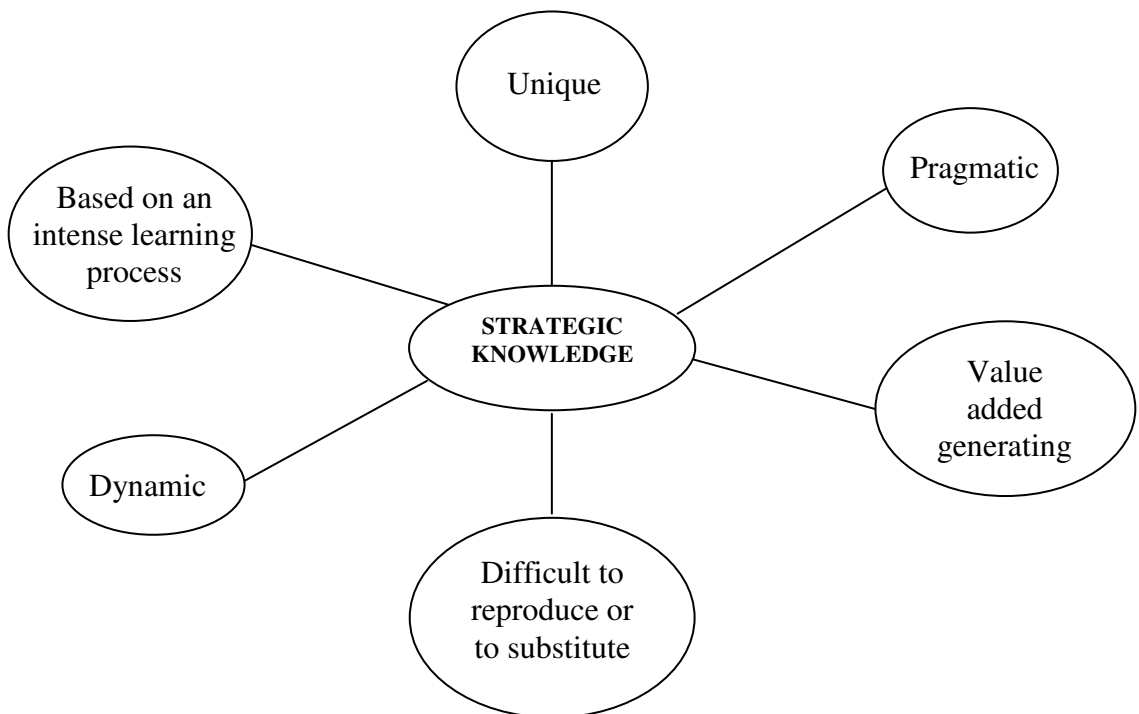 Unique
Pragmatic
Based on an
intense learning
process
STRATEGIC
KNOWLEDGE
Value
added
generating
Dynamic
Difficult to
reproduce or
to substitute